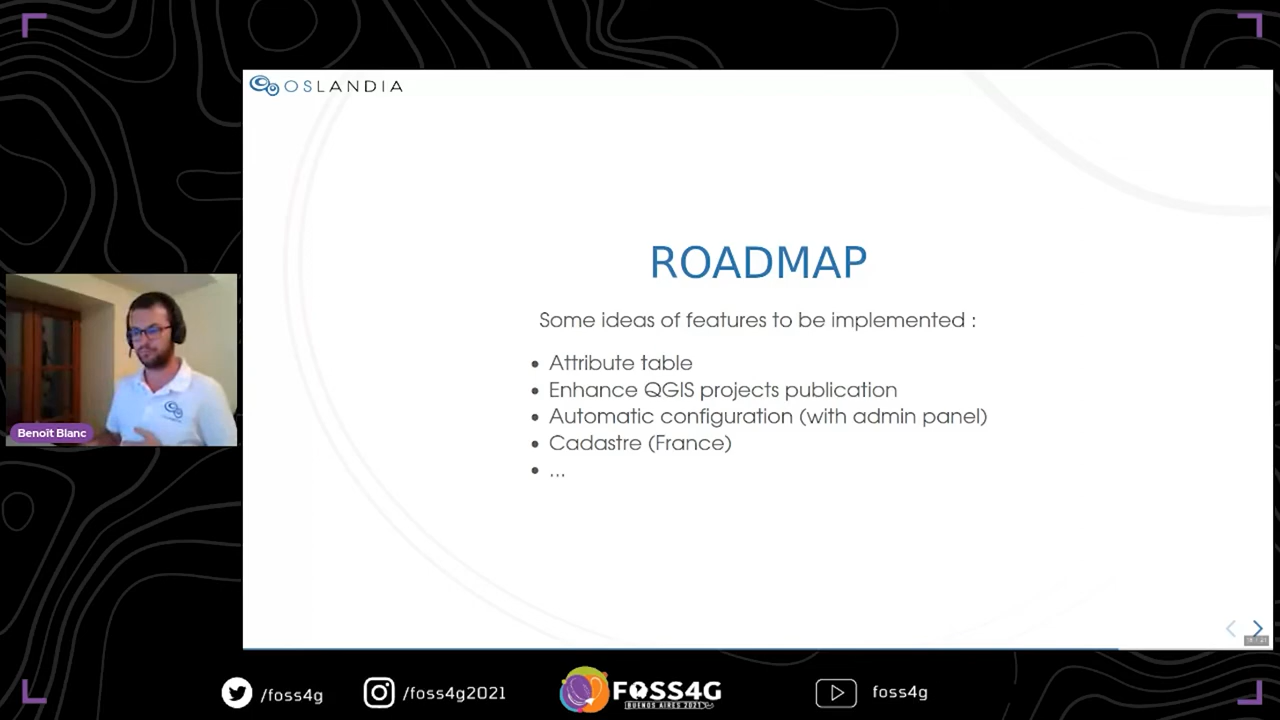 OSLANDIA
ROADMAP
Some ideas of features to be implemented :
• Attribute table
• Enhance QGIS projects publication
• Automatic configuration (with admin panel)
• Cadastre (France)
• ...
Benoît Blanc
/foss4g
/foss4g2021
FOSS4G
BUENOS AIRES 2021
foss4g